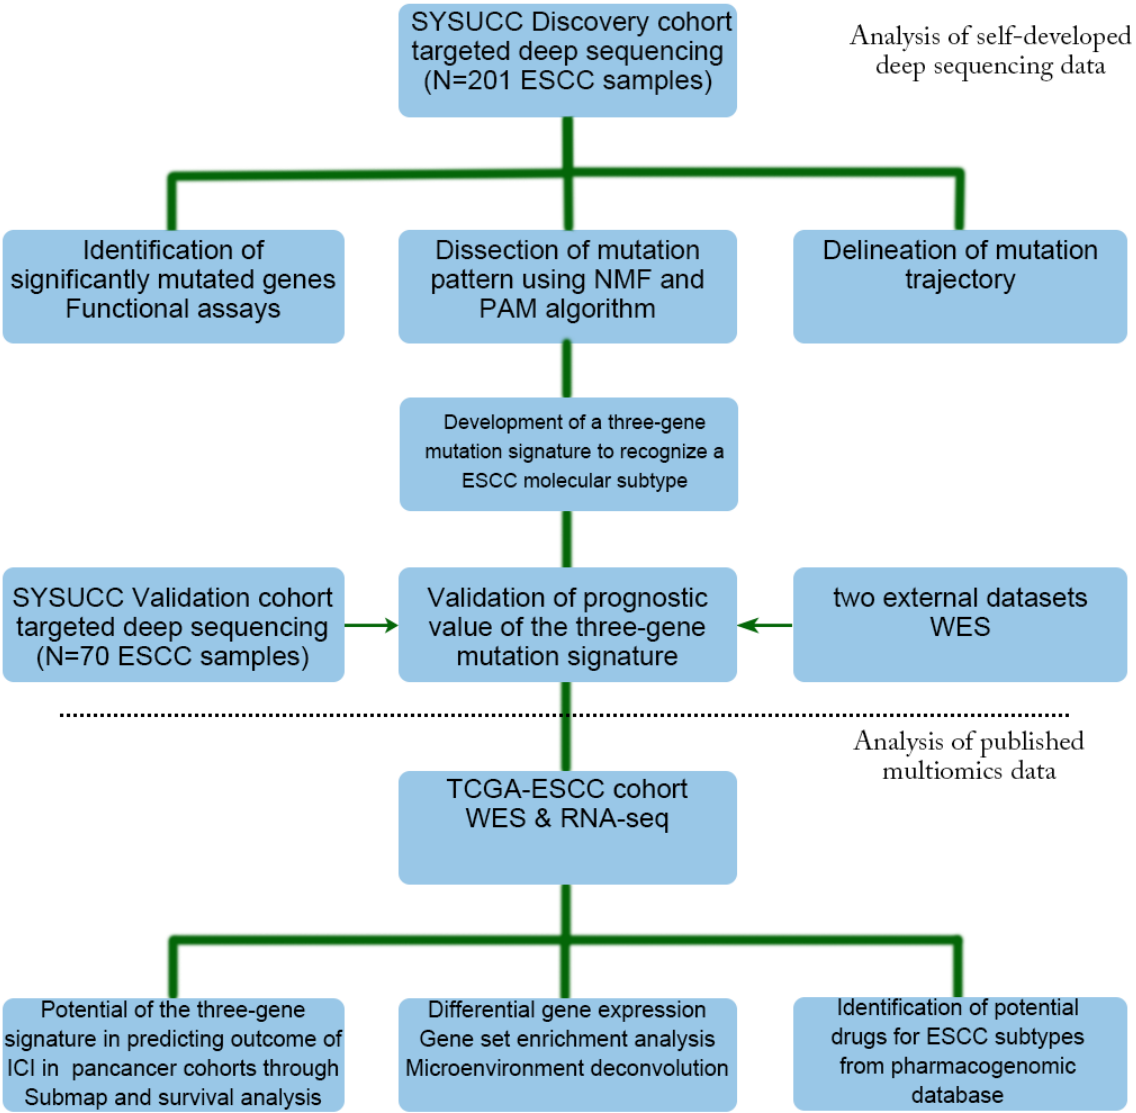 SYSUCC Discovery cohort
targeted deep sequencing
(N=201 ESCC samples)
Analysis of self-developed
deep sequencing data
Identification of
significantly mutated genes
Functional assays
Dissection of mutation
pattern using NMF and
PAM algorithm
Delineation of mutation
trajectory
Development of a three-gene
mutation signature to recognize a
ESCC molecular subtype
SYSUCC Validation cohort
targeted deep sequencing
(N=70 ESCC samples)
Validation of prognostic
value of the three-gene
mutation signature
two external datasets
WES
Analysis of published
multiomics data
TCGA-ESCC cohort
WES & RNA-seq
Potential of the three-gene
signature in predicting outcome of
ICI in pancancer cohorts through
Submap and survival analysis
Differential gene expression
Gene set enrichment analysis
Microenvironment deconvolution
Identification of potential
drugs for ESCC subtypes
from pharmacogenomic
database